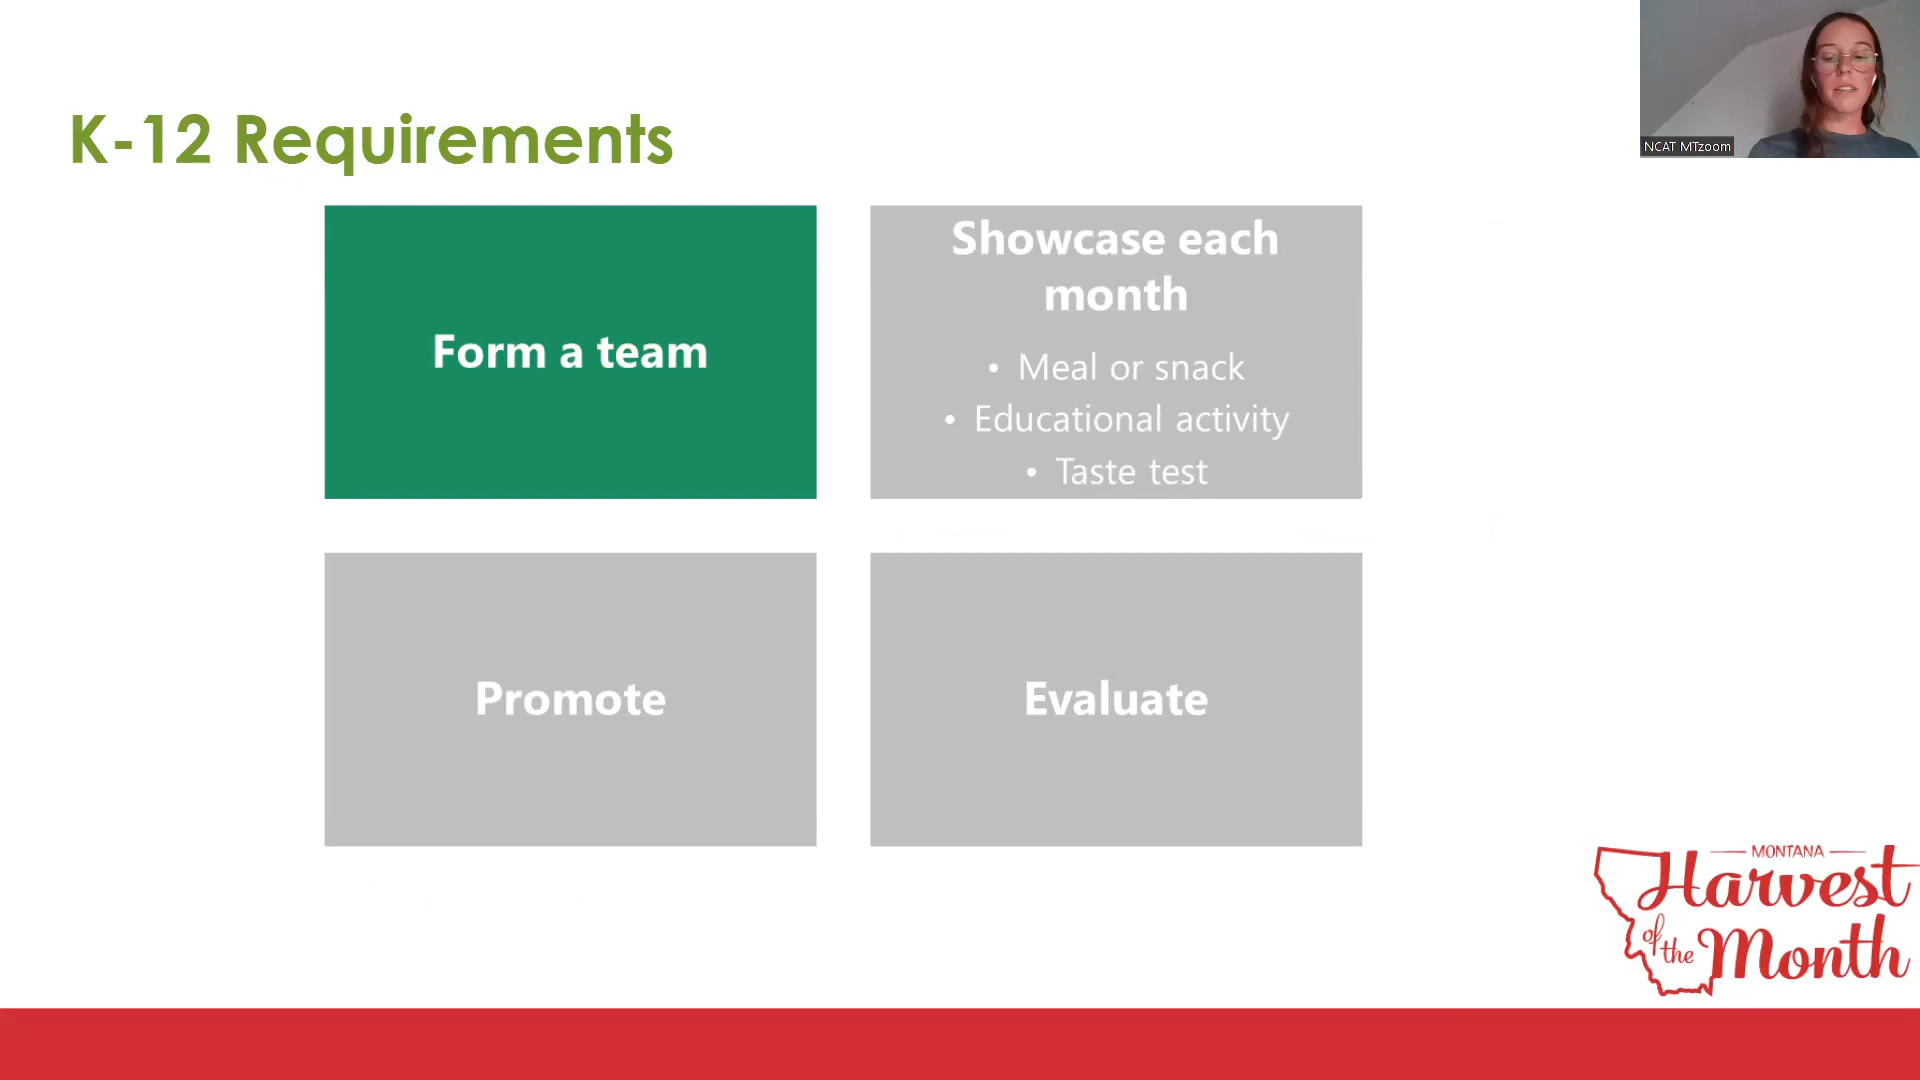 K-12 Requirements
NCAT MTzoom
Form a team
Showcase each
month
• Meal or snack
• Educational activity
• Taste test
Promote
Evaluate
MONTANA
Harvest
of the Month